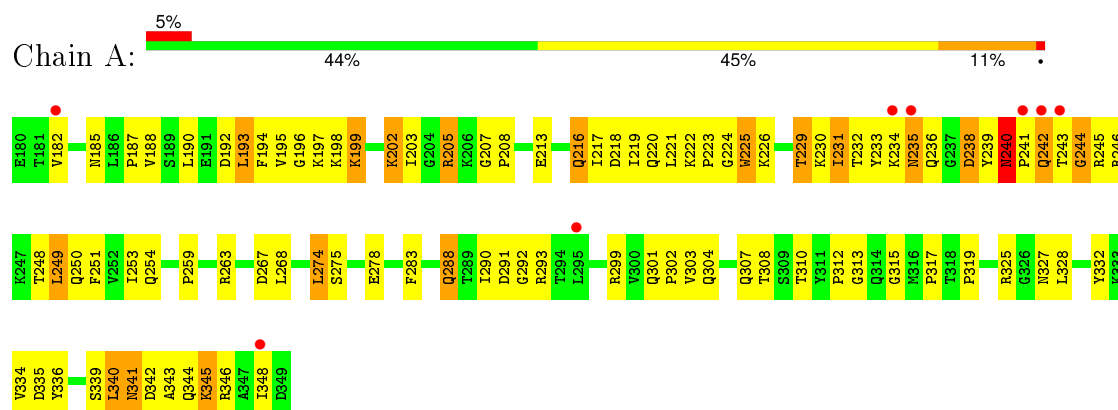 5%
Chain A:
44% 45% 11% •
E180 T181 V182 N185 L186 P187 V188 S189 L190 E191 D192 L193 F194 V195 G196 K197 K198 K199 K202 I203 G204 R205 K206 G207 P208 E213 Q216 I217 D218 I219 Q220 L221 K222 P223 G224 W225 K226 T229 K230 I231 T232 Y233 K234 G235 Q236 G237 D238 Y239 N240 P241 Q242 T243 G244 R245 R246
K247 T248 L249 Q250 F251 V252 I253 Q254 P259 R263 D267 L268 L274 S275 E278 F283 Q288 T289 I290 D291 G292 R293 T294 L295 R299 V300 Q301 P302 V303 Q304 Q307 T308 S309 T310 Y311 P312 G313 Q314 G315 M316 P317 T318 P319 R325 G326 N327 L328 Y332 K333
V334 D335 Y336 S339 L340 N341 D342 A343 Q344 K345 R346 A347 I348 D349